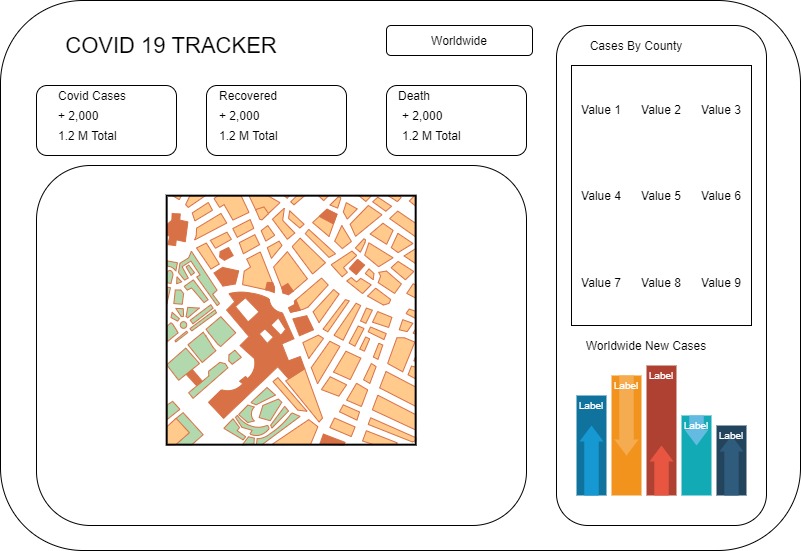 COVID 19 TRACKER
Worldwide
Covid Cases
+ 2,000
1.2 M Total
Recovered
+ 2,000
1.2 M Total
Death
+ 2,000
1.2 M Total
Cases By County
Value 1 Value 2 Value 3
Value 4 Value 5 Value 6
Value 7 Value 8 Value 9
Worldwide New Cases
Label
Label
Label
Label
Label